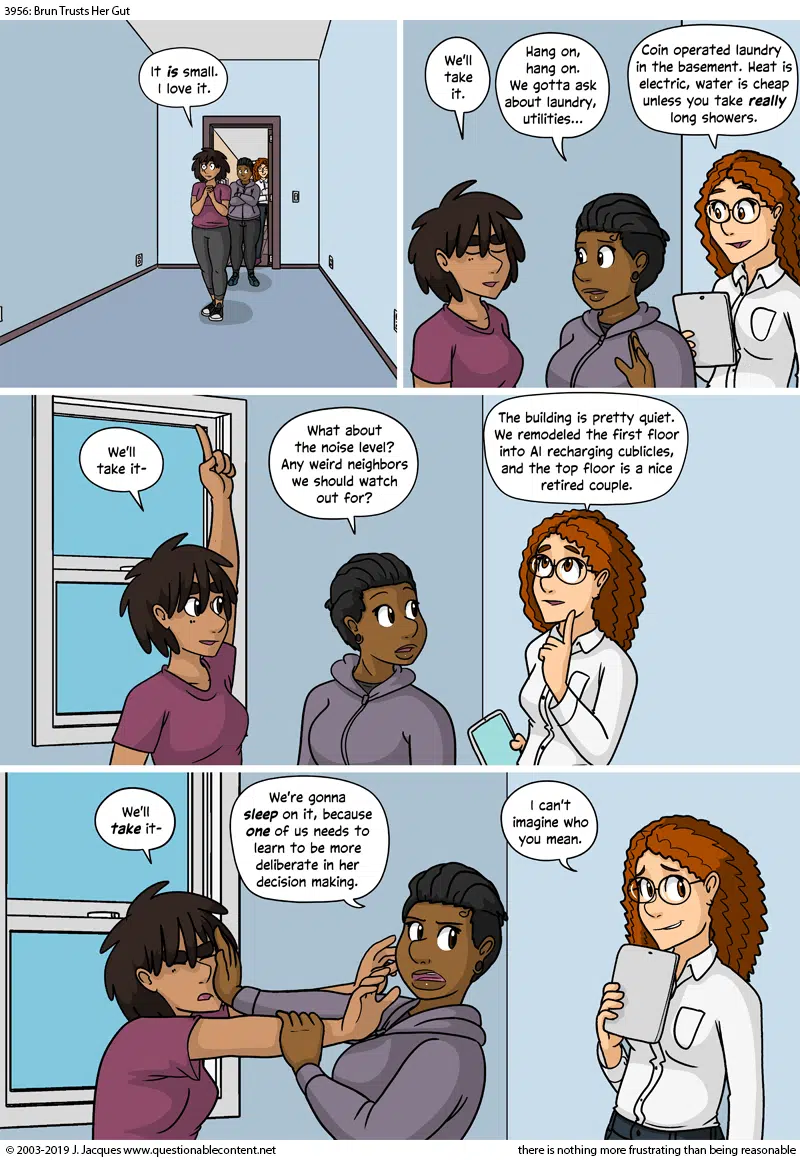 3956: Brun Trusts Her Gut
It is small.
I love it.
We'll
take
it.
Hang on,
hang on.
We gotta ask
about laundry,
utilities...
Coin operated laundry
in the basement. Heat is
electric, water is cheap
unless you take really
long showers.
We'll
take it-
What about
the noise level?
Any weird neighbors
we should watch
out for?
The building is pretty quiet.
We remodeled the first floor
into AI recharging cublicles,
and the top floor is a nice
retired couple.
We'll
take it-
We're gonna
sleep on it, because
one of us needs to
learn to be more
deliberate in her
decision making.
I can't
imagine who
you mean.
© 2003-2019 J. Jacques www.questionablecontent.net
there is nothing more frustrating than being reasonable